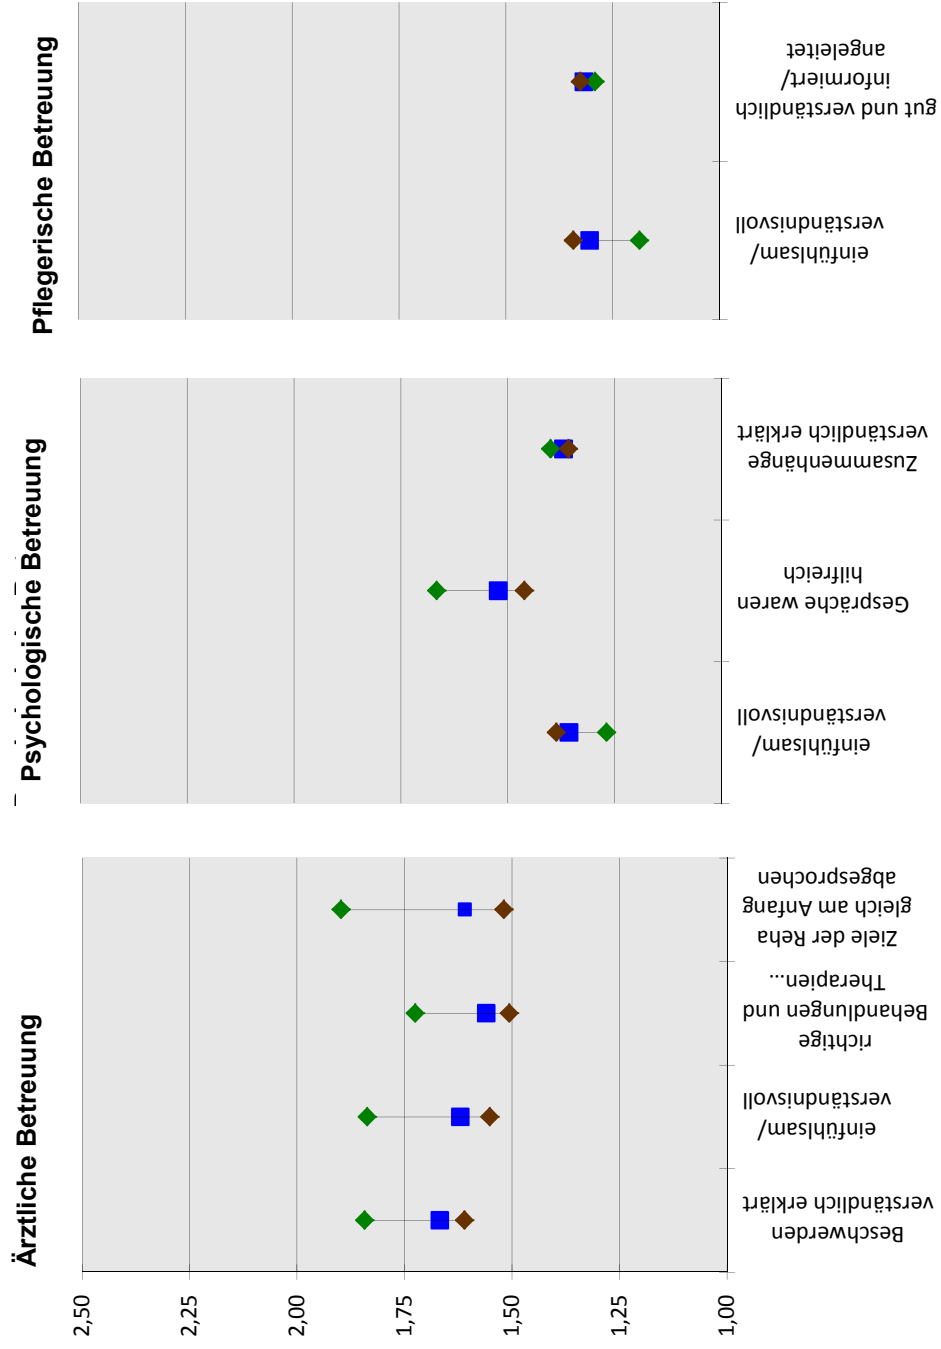 Ärztliche Betreuung
Psychologische Betreuung
Pflegerische Betreuung
2,50
2,00
1,75
1,50
1,25
1,00
Beschwerden
verständlich erklärt
einfühlsam/
verständnisvoll
richtige
Behandlungen und
Therapien...
Ziele der Reha
gleich am Anfang
abgesprochen
einfühlsam/
verständnisvoll
Gespräche waren
hilfreich
Zusammenhänge
verständlich erklärt
einfühlsam/
verständnisvoll
gut und verständlich
informiert/
angeleitet